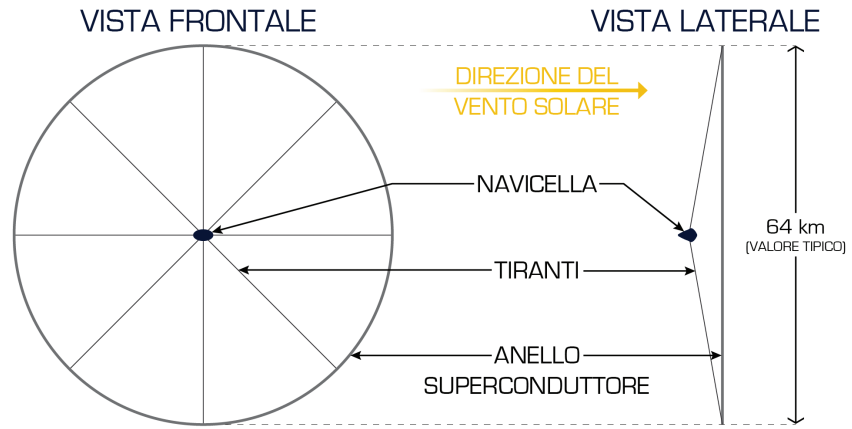 VISTA FRONTALE
VISTA LATERALE
DIREZIONE DEL
VENTO SOLARE
NAVICELLA
64 km
(VALORE TIPICO)
TIRANTI
ANELLO
SUPERCONDUTTORE